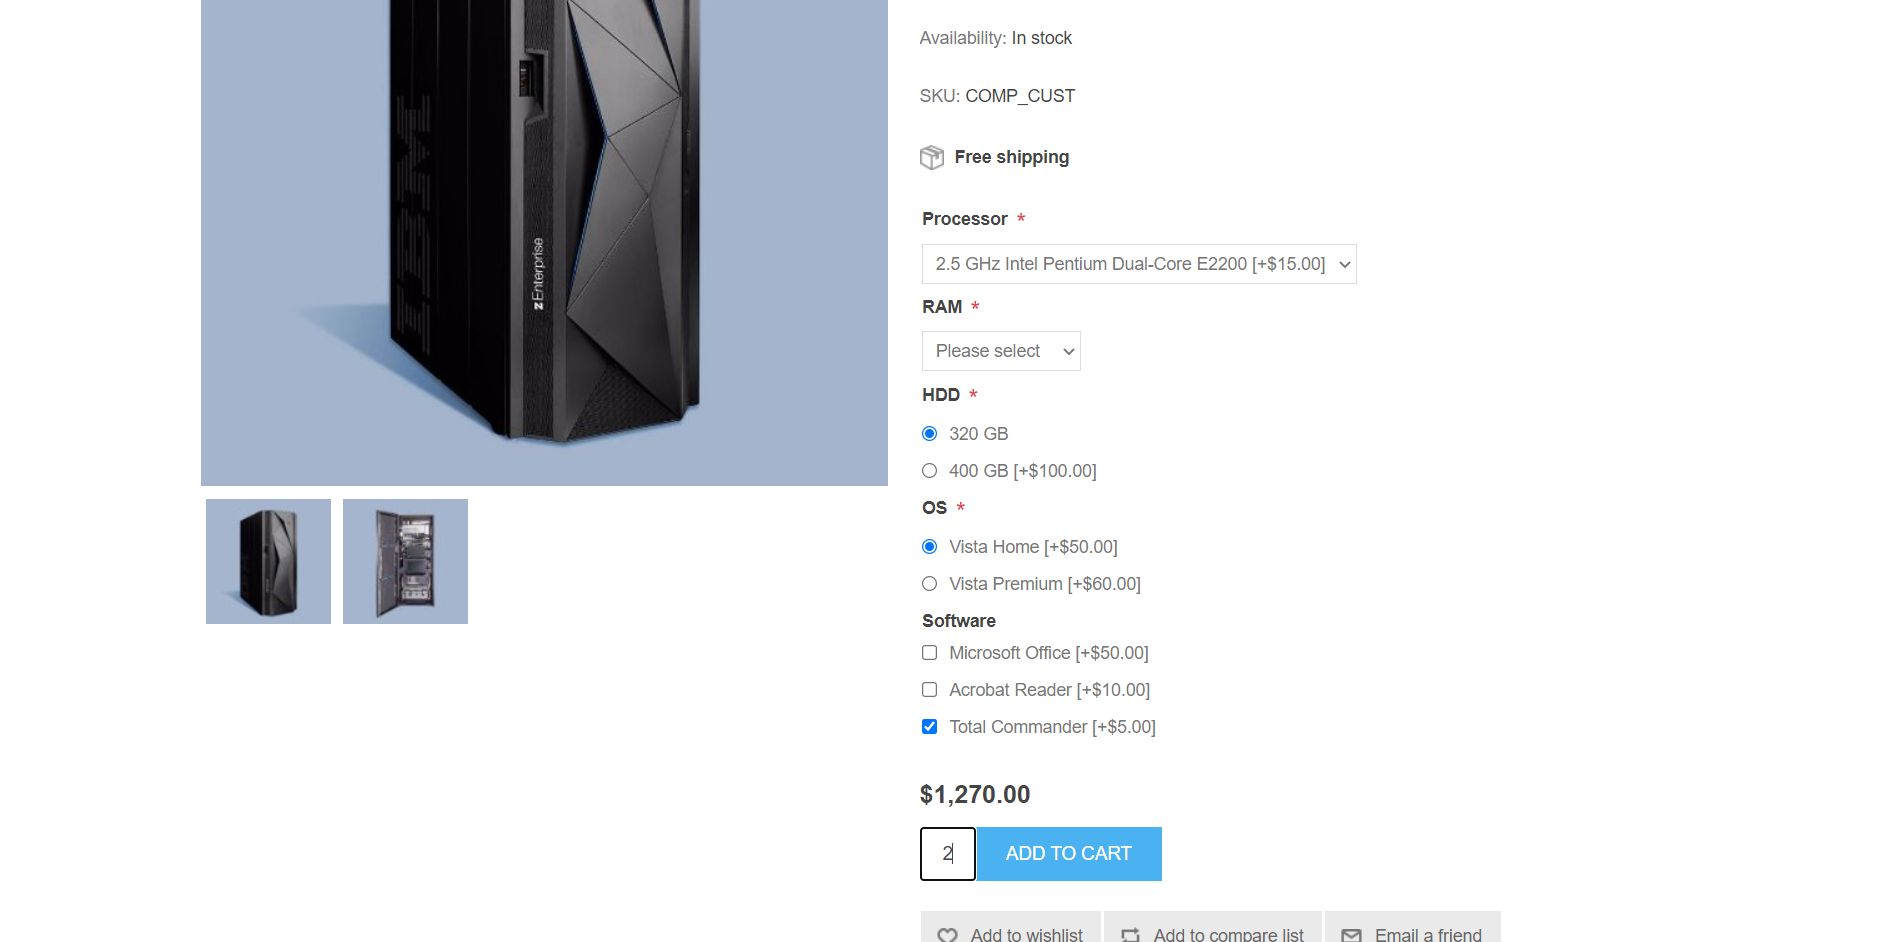 IBM
zEnterprise
Availability: In stock
SKU: COMP_CUST
Free shipping
Processor *
2.5 GHz Intel Pentium Dual-Core E2200 [+$15.00]
RAM *
Please select
HDD *
320 GB
400 GB [+$100.00]
OS *
Vista Home [+$50.00]
Vista Premium [+$60.00]
Software
Microsoft Office [+$50.00]
Acrobat Reader [+$10.00]
Total Commander [+$5.00]
$1,270.00
2 ADD TO CART
Add to wishlist Add to compare list Email a friend